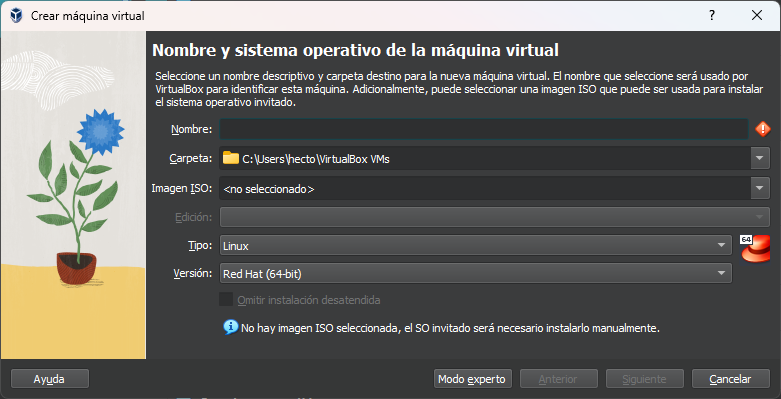 Crear máquina virtual
?
Nombre y sistema operativo de la máquina virtual
Seleccione un nombre descriptivo y carpeta destino para la nueva máquina virtual. El nombre que seleccione será usado por
VirtualBox para identificar esta máquina. Adicionalmente, puede seleccionar una imagen ISO que puede ser usada para instalar
el sistema operativo invitado.
Nombre:
Carpeta: C:\Users\hecto\VirtualBox VMs
Imagen ISO: <no seleccionado>
Edición:
Tipo: Linux
64
Versión: Red Hat (64-bit)
Omitir instalación desatendida
No hay imagen ISO seleccionada, el SO invitado será necesario instalarlo manualmente.
Ayuda Modo experto Anterior Siguiente Cancelar